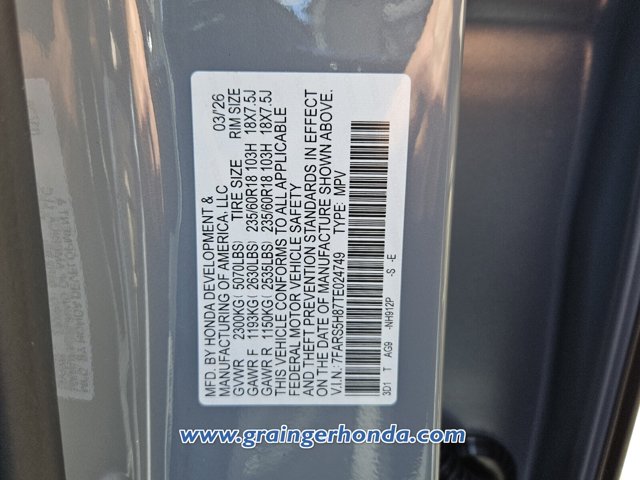 MFD. BY HONDA DEVELOPMENT &
MANUFACTURING OF AMERICA, LLC 03/'26
GVWR 2300KG ( 5070LBS) TIRE SIZE RIM SIZE
GAWR F 1193KG ( 2630LBS) 235/60R18 103H 18X7.5J
GAWR R 1150KG ( 2535LBS) 235/60R18 103H 18X7.5J
THIS VEHICLE CONFORMS TO ALL APPLICABLE
FEDERAL MOTOR VEHICLE SAFETY
AND THEFT PREVENTION STANDARDS IN EFFECT
ON THE DATE OF MANUFACTURE SHOWN ABOVE.
V.I.N.: 7FARS5H87TE024749 TYPE: MPV
3D1 T AG9 -NH912P -S -E
www.graingerhonda.com